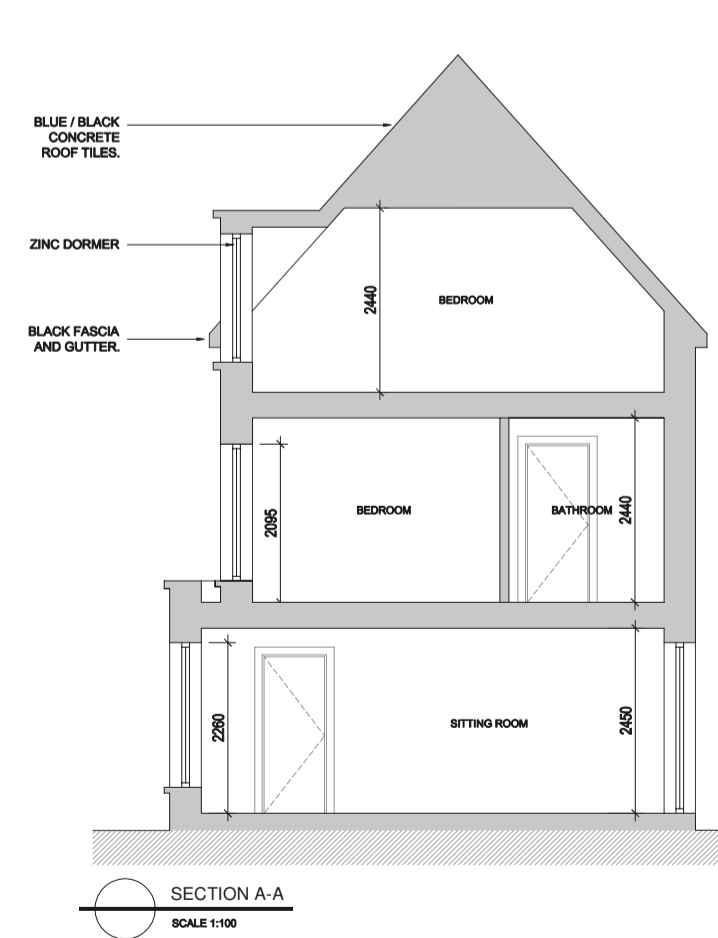 BLUE / BLACK
CONCRETE
ROOF TILES.
ZINC DORMER
2440
BEDROOM
BLACK FASCIA
AND GUTTER.
2095
BEDROOM
BATHROOM
2440
2260
SITTING ROOM
2450
SECTION A-A
SCALE 1:100